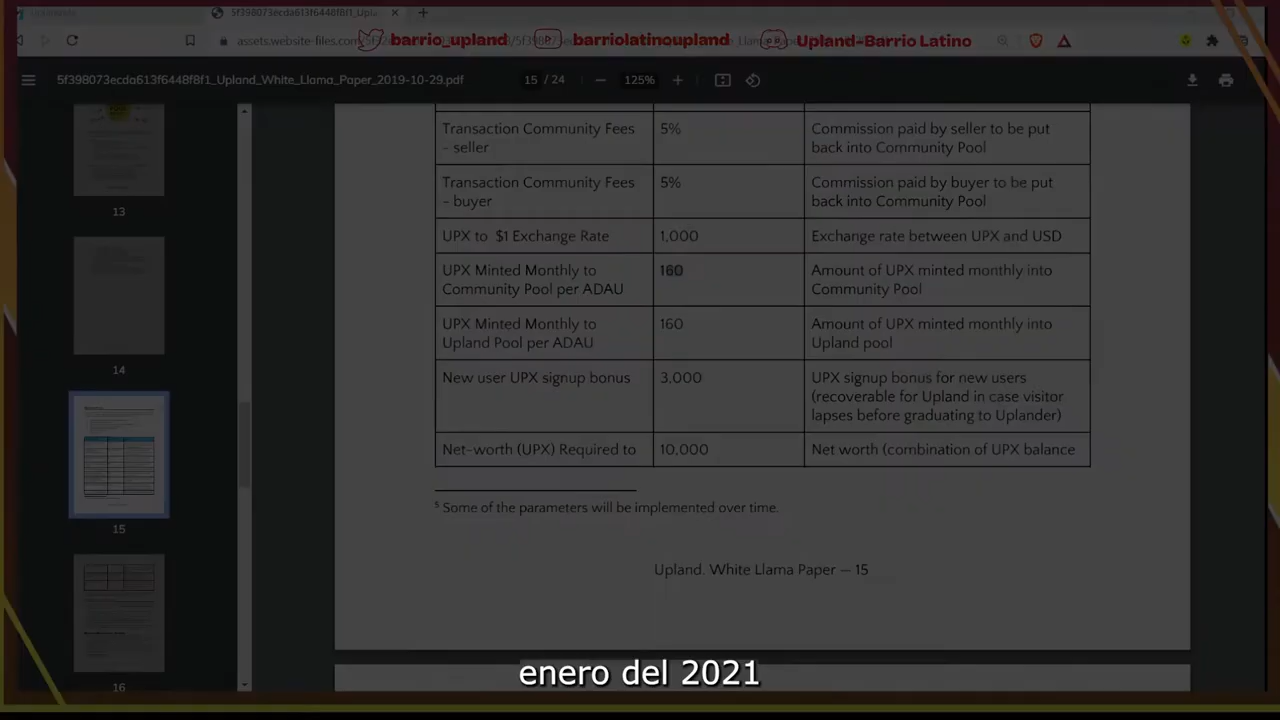 5f398073ecda613f6448f8f1_Upla
assets.website-files.com
barrio_upland
barriolatinoupland
Upland-Barrio Latino
5f398073ecda613f6448f8f1_Upland_White_Llama_Paper_2019-10-29.pdf
15 / 24
125%
13
14
15
16
Transaction Community Fees
- seller
5%
Commission paid by seller to be put
back into Community Pool
Transaction Community Fees
- buyer
5%
Commission paid by buyer to be put
back into Community Pool
UPX to $1 Exchange Rate
1,000
Exchange rate between UPX and USD
UPX Minted Monthly to
Community Pool per ADAU
160
Amount of UPX minted monthly into
Community Pool
UPX Minted Monthly to
Upland Pool per ADAU
160
Amount of UPX minted monthly into
Upland pool
New user UPX signup bonus
3,000
UPX signup bonus for new users
(recoverable for Upland in case visitor
lapses before graduating to Uplander)
Net-worth (UPX) Required to
10,000
Net worth (combination of UPX balance
5 Some of the parameters will be implemented over time.
Upland. White Llama Paper — 15
enero del 2021